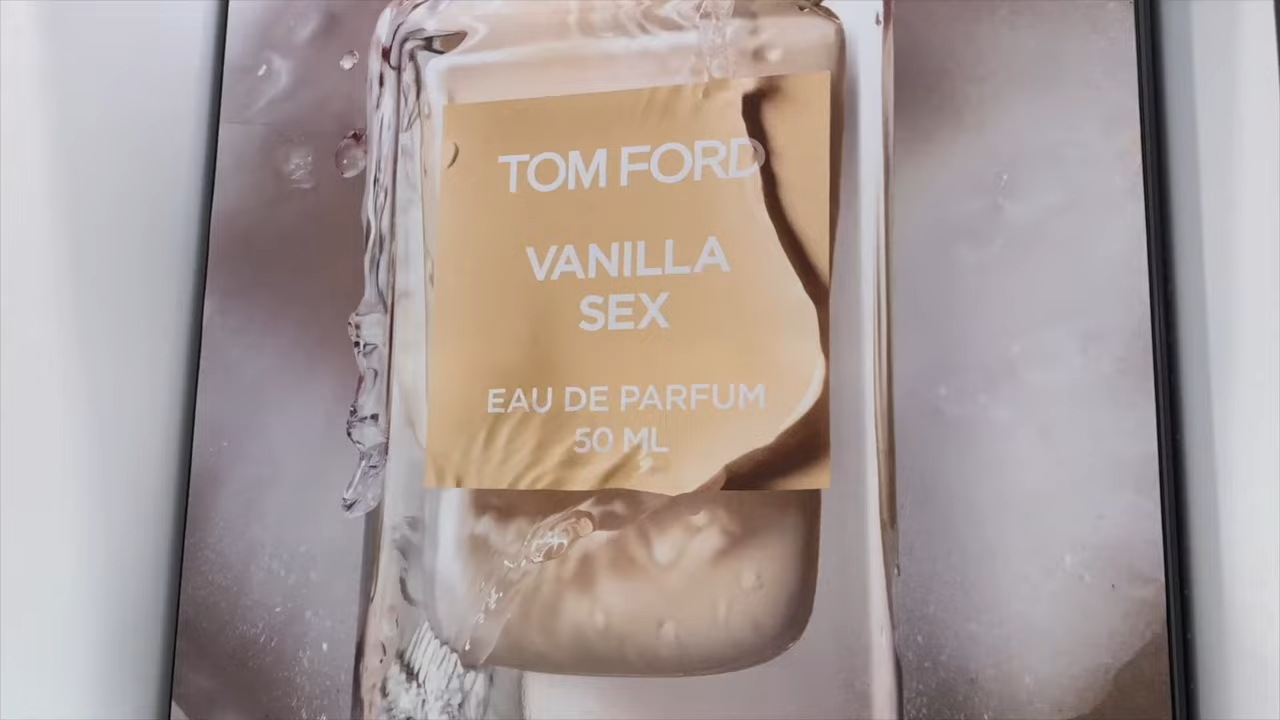 TOM FORD
VANILLA
SEX
EAU DE PARFUM
50 ML